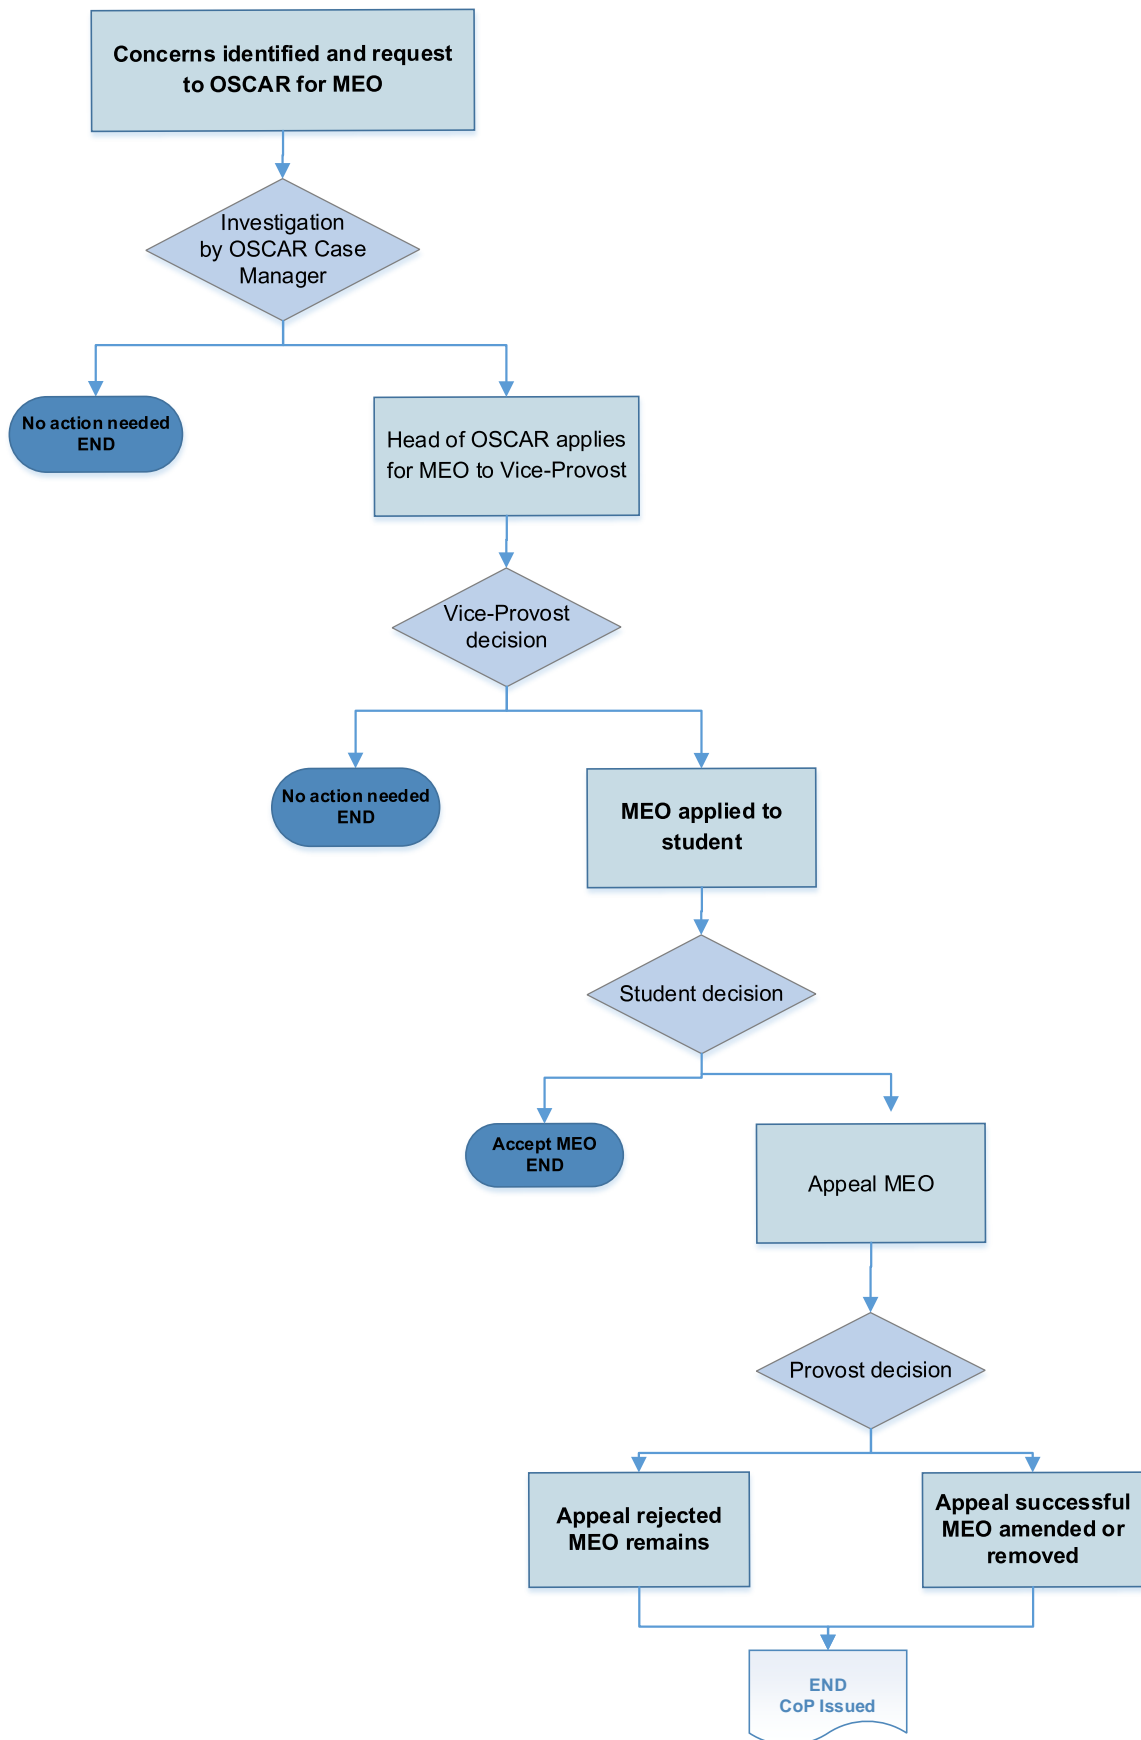 Concerns identified and request
to OSCAR for MEO
Investigation
by OSCAR Case
Manager
No action needed
END
Head of OSCAR applies
for MEO to Vice-Provost
Vice-Provost
decision
No action needed
END
MEO applied to
student
Student decision
Accept MEO
END
Appeal MEO
Provost decision
Appeal rejected
MEO remains
Appeal successful
MEO amended or
removed
END
CoP Issued